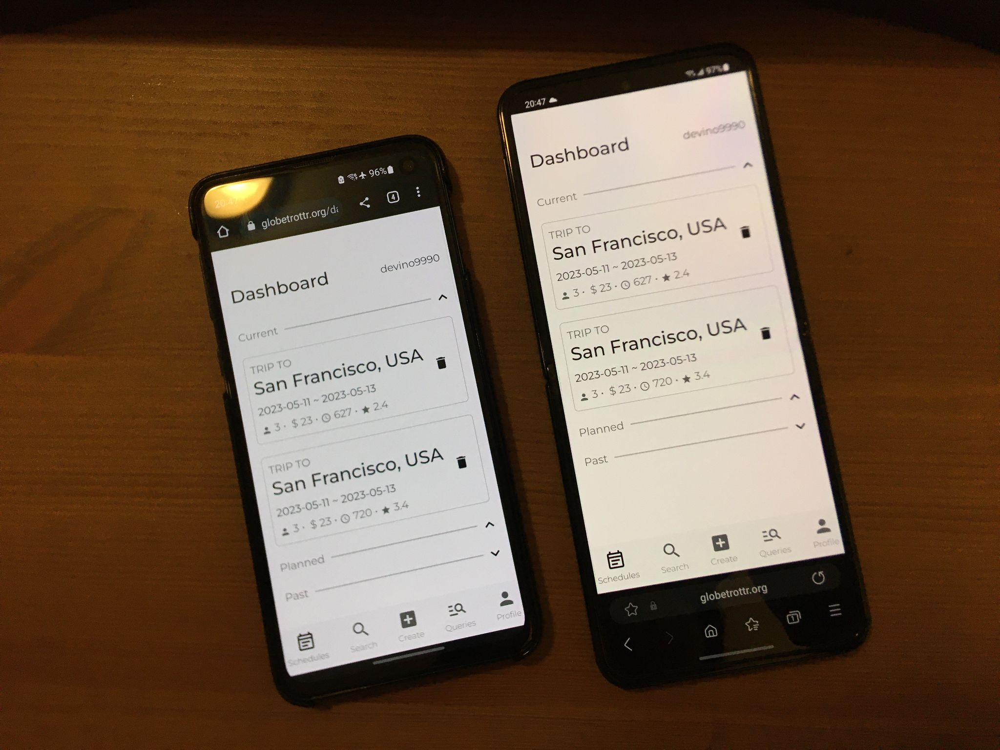 20:47
96%
globetrottr.org/da
4
devino9990
Dashboard
Current
TRIP TO
San Francisco, USA
2023-05-11 ~ 2023-05-13
3 · $ 23 · 627 · ★ 2.4
TRIP TO
San Francisco, USA
2023-05-11 ~ 2023-05-13
3 · $ 23 · 720 · ★ 3.4
Planned
Past
Schedules
Search
Create
Queries
Profile
20:47
97%
devino9990
Dashboard
Current
TRIP TO
San Francisco, USA
2023-05-11 ~ 2023-05-13
3 · $ 23 · 627 · ★ 2.4
TRIP TO
San Francisco, USA
2023-05-11 ~ 2023-05-13
3 · $ 23 · 720 · ★ 3.4
Planned
Past
Schedules
Search
Create
Queries
Profile
globetrottr.org
1